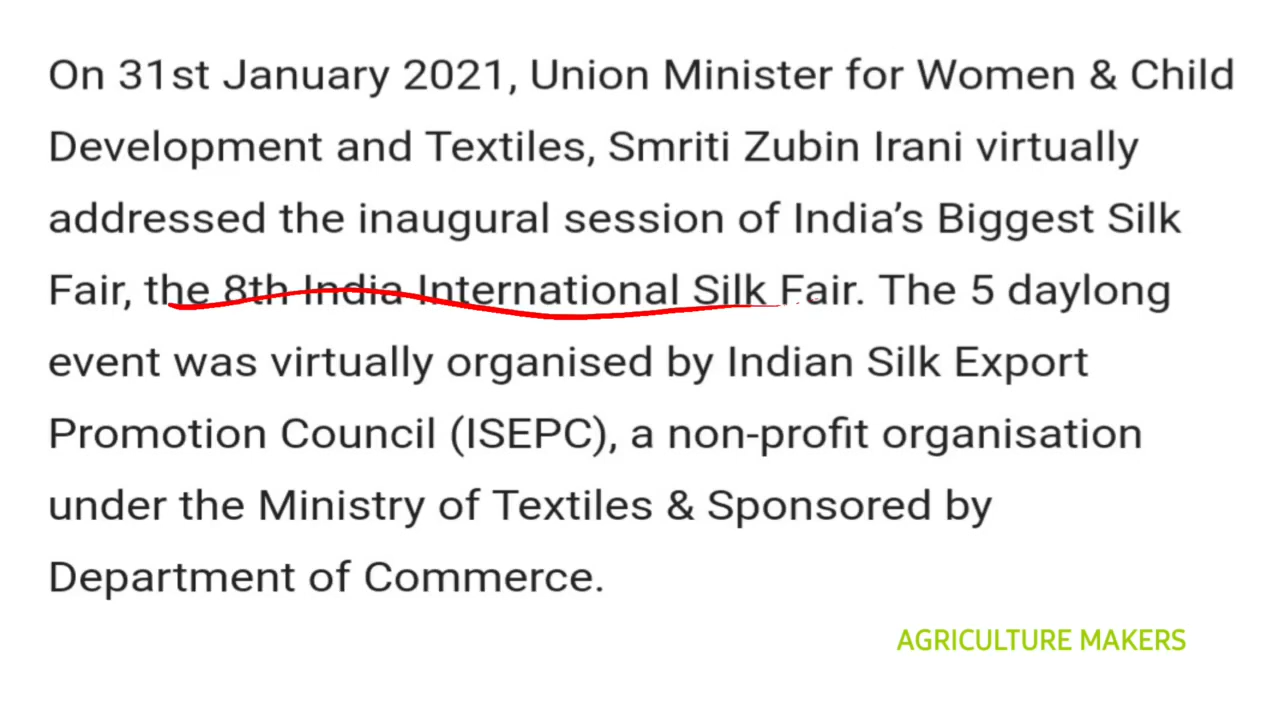 On 31st January 2021, Union Minister for Women & Child
Development and Textiles, Smriti Zubin Irani virtually
addressed the inaugural session of India’s Biggest Silk
Fair, the 8th India International Silk Fair. The 5 daylong
event was virtually organised by Indian Silk Export
Promotion Council (ISEPC), a non-profit organisation
under the Ministry of Textiles & Sponsored by
Department of Commerce.
AGRICULTURE MAKERS